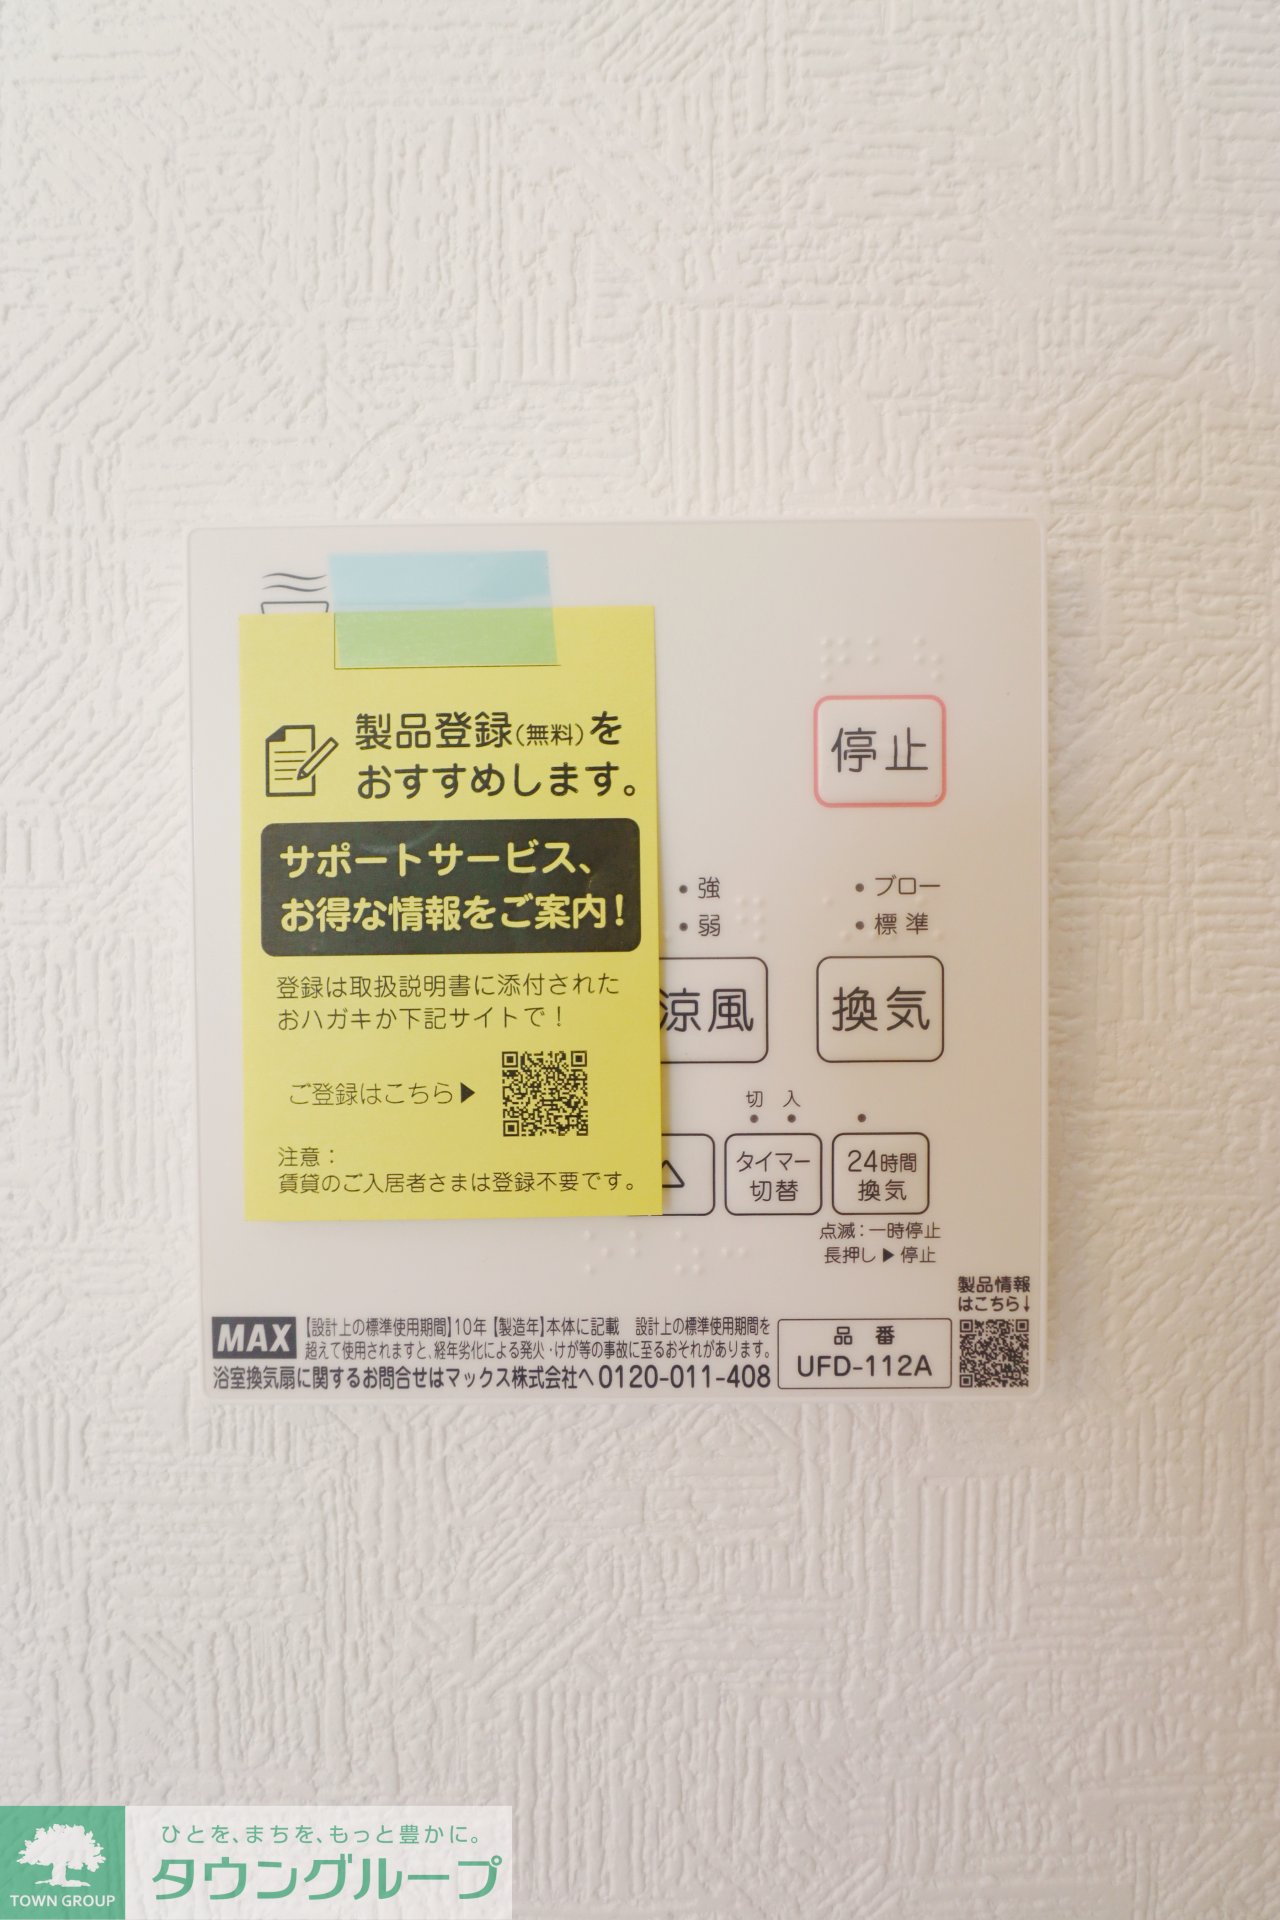 製品登録(無料)を
おすすめします。
サポートサービス、
お得な情報をご案内!
登録は取扱説明書に添付された
おハガキか下記サイトで!
ご登録はこちら▶
注意:
賃貸のご入居者さまは登録不要です。
停止
強
弱
ブロー
標準
涼風
換気
切 入
△
タイマー
切替
24時間
換気
点滅:一時停止
長押し▶停止
製品情報
はこちら↓
MAX
【設計上の標準使用期間】10年【製造年】本体に記載 設計上の標準使用期間を
超えて使用されますと、経年劣化による発火・けが等の事故に至るおそれがあります。
浴室換気扇に関するお問合せはマックス株式会社へ 0120-011-408
品番
UFD-112A
ひとを、まちを、もっと豊かに。
タウングループ
TOWN GROUP